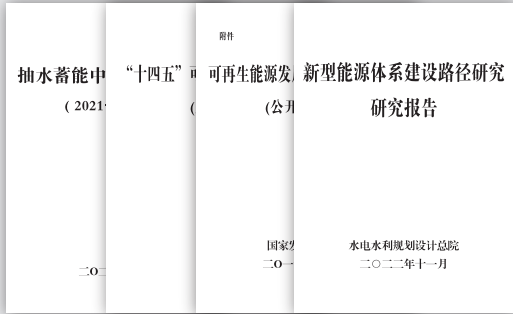 抽水蓄能中
（2021
二〇二
“十四五”
附件
可再生能源发
（公开
国家发
二〇一
新型能源体系建设路径研究
研究报告
水电水利规划设计总院
二〇二二年十一月